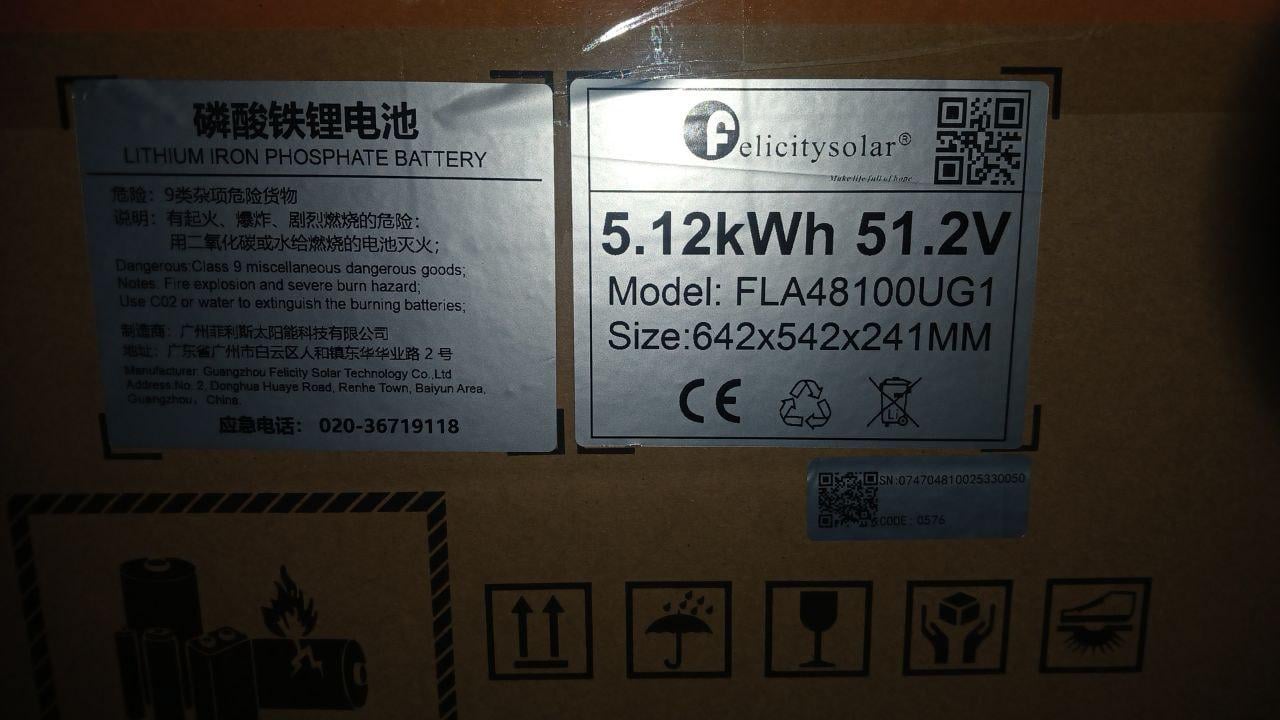 磷酸铁锂电池
LITHIUM IRON PHOSPHATE BATTERY
危险：9类杂项危险货物
说明：有起火、爆炸、剧烈燃烧的危险：
用二氧化碳或水给燃烧的电池灭火；
Dangerous:Class 9 miscellaneous dangerous goods;
Notes: Fire explosion and severe burn hazard;
Use C02 or water to extinguish the burning batteries;
制造商：广州菲利斯太阳能科技有限公司
地址：广东省广州市白云区人和镇东华华业路 2 号
Manufacturer: Guangzhou Felicity Solar Technology Co.,Ltd
Address:No. 2, Donghua Huaye Road, Renhe Town, Baiyun Area,
Guangzhou, China.
应急电话： 020-36719118
felicitysolar®
Make life full of hope
5.12kWh 51.2V
Model: FLA48100UG1
Size:642x542x241MM
CE
Li
SN:074704810025330050
CODE: 0576